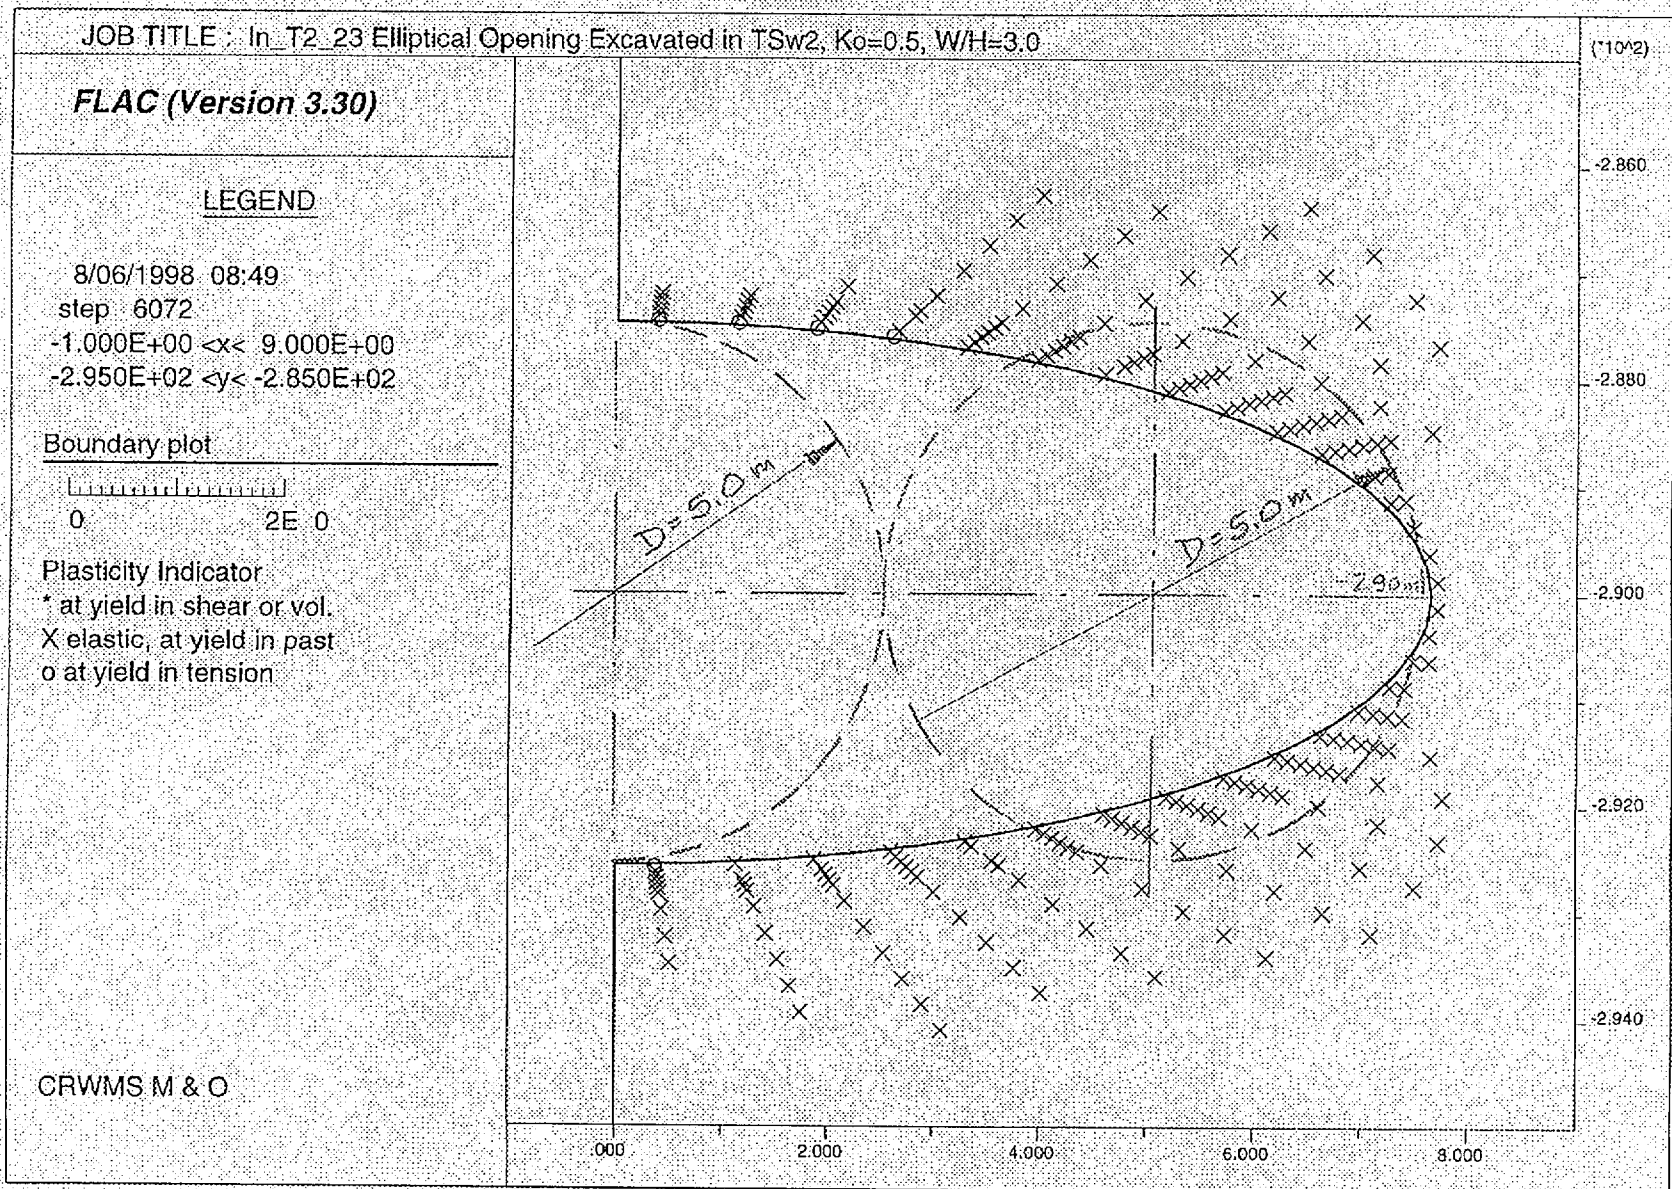 JOB TITLE : In_T2_23 Elliptical Opening Excavated in TSw2, Ko=0.5, W/H=3.0
(*10^2)
FLAC (Version 3.30)
LEGEND
8/06/1998 08:49
step 6072
-1.000E+00 <x< 9.000E+00
-2.950E+02 <y< -2.850E+02
Boundary plot
0 2E 0
Plasticity Indicator
* at yield in shear or vol.
X elastic, at yield in past
o at yield in tension
CRWMS M & O
D=5.0m
D=5.0m
-290m
-2.860
-2.880
-2.900
-2.920
-2.940
.000 2.000 4.000 6.000 8.000